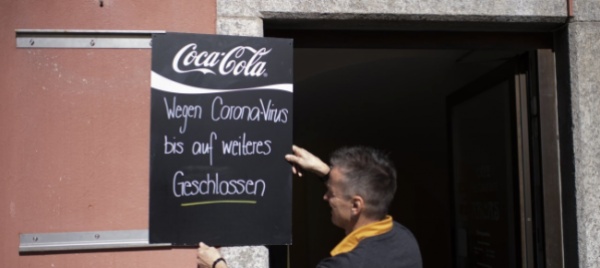 Coca-Cola
Wegen Corona-Virus
bis auf weiteres
Geschlossen